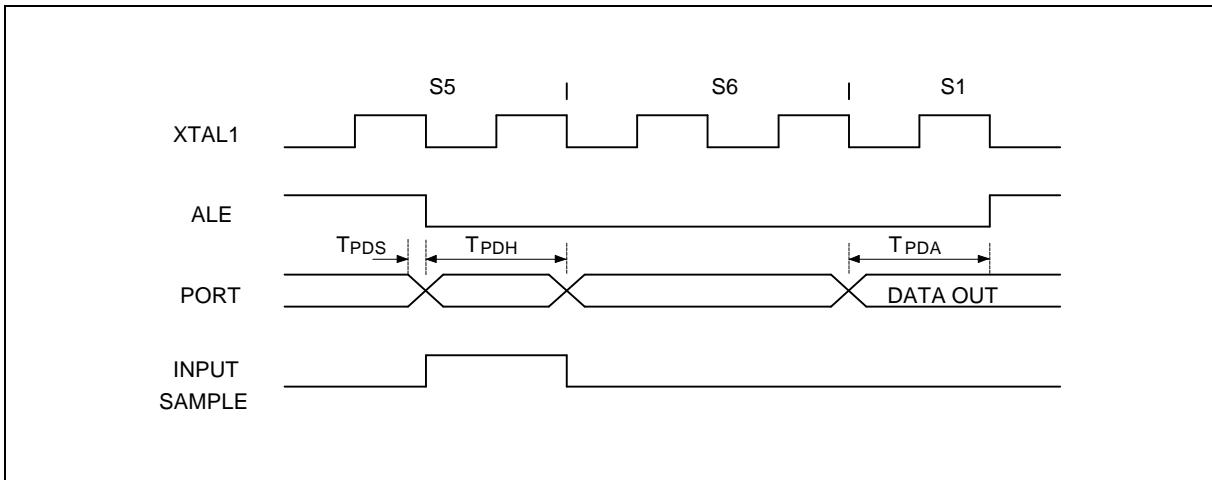 S5 | S6 | S1
XTAL1
ALE
TPDS TPDH TPDA
PORT DATA OUT
INPUT
SAMPLE